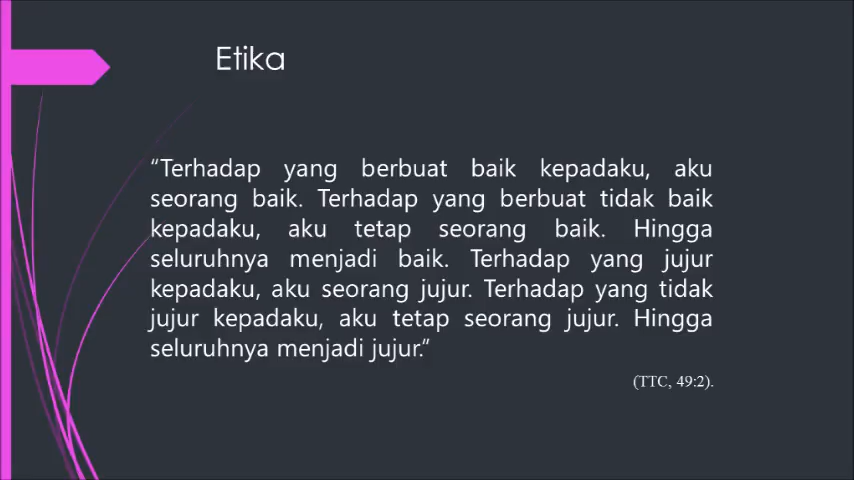 Etika
“Terhadap yang berbuat baik kepadaku, aku
seorang baik. Terhadap yang berbuat tidak baik
kepadaku, aku tetap seorang baik. Hingga
seluruhnya menjadi baik. Terhadap yang jujur
kepadaku, aku seorang jujur. Terhadap yang tidak
jujur kepadaku, aku tetap seorang jujur. Hingga
seluruhnya menjadi jujur.“
(TTC, 49:2).